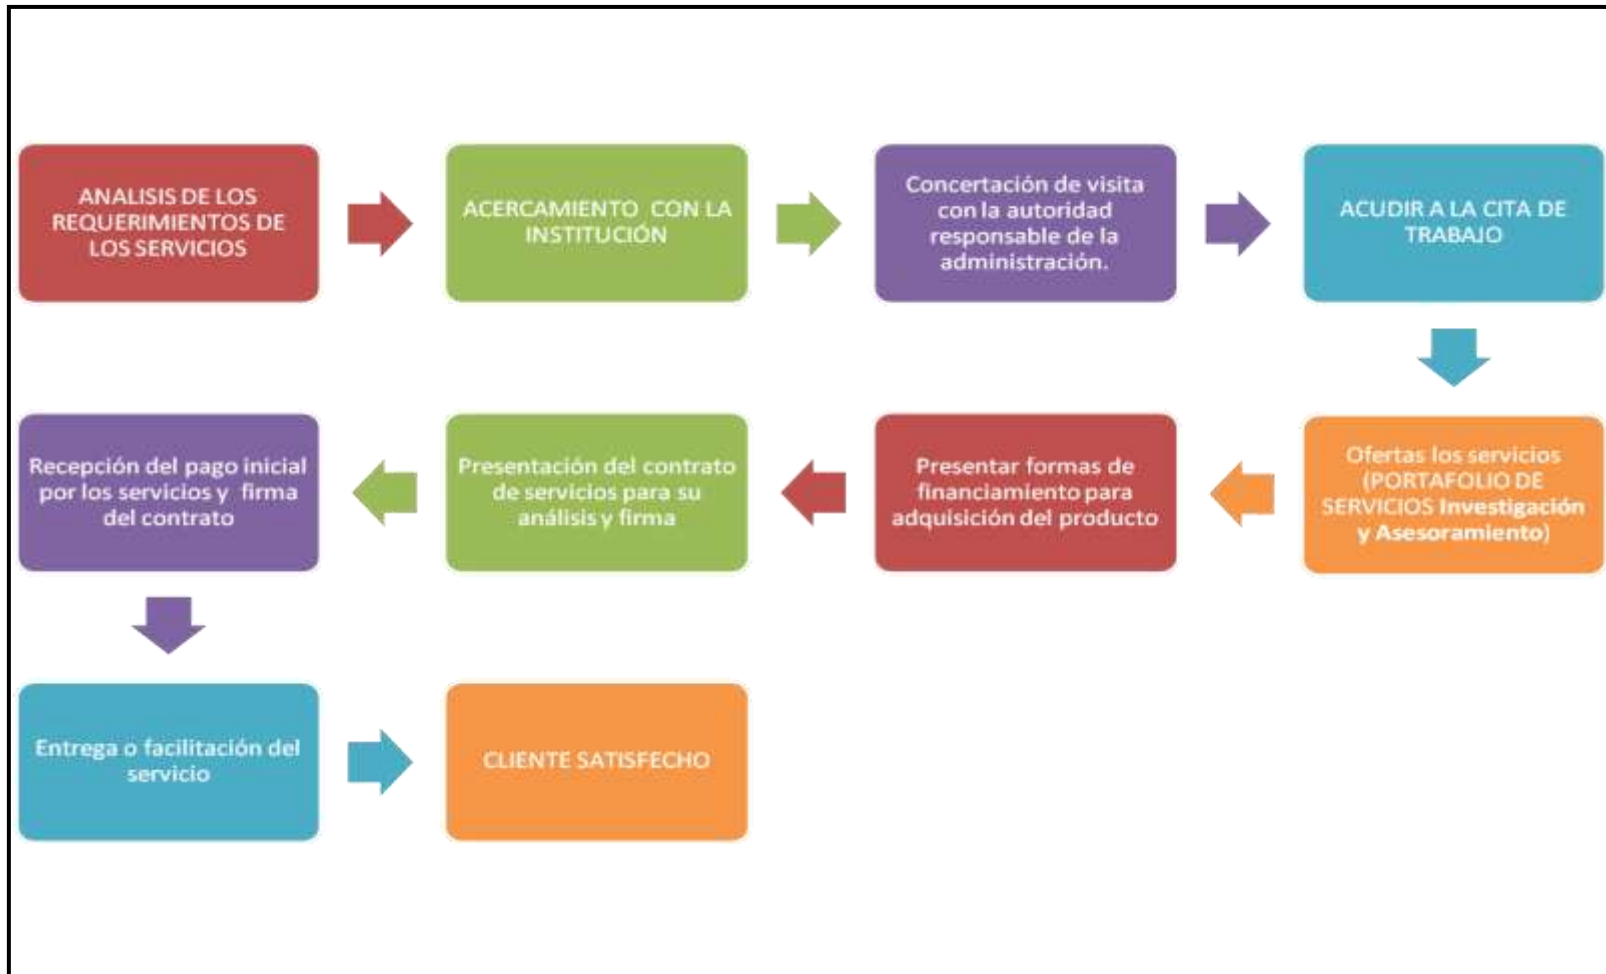 ANALISIS DE LOS
REQUERIMIENTOS DE
LOS SERVICIOS
ACERCAMIENTO CON LA
INSTITUCIÓN
Concertación de visita
con la autoridad
responsable de la
administración.
ACUDIR A LA CITA DE
TRABAJO
Ofertas los servicios
(PORTAFOLIO DE
SERVICIOS Investigación
y Asesoramiento)
Presentar formas de
financiamiento para
adquisición del producto
Presentación del contrato
de servicios para su
análisis y firma
Recepción del pago inicial
por los servicios y firma
del contrato
Entrega o facilitación del
servicio
CLIENTE SATISFECHO